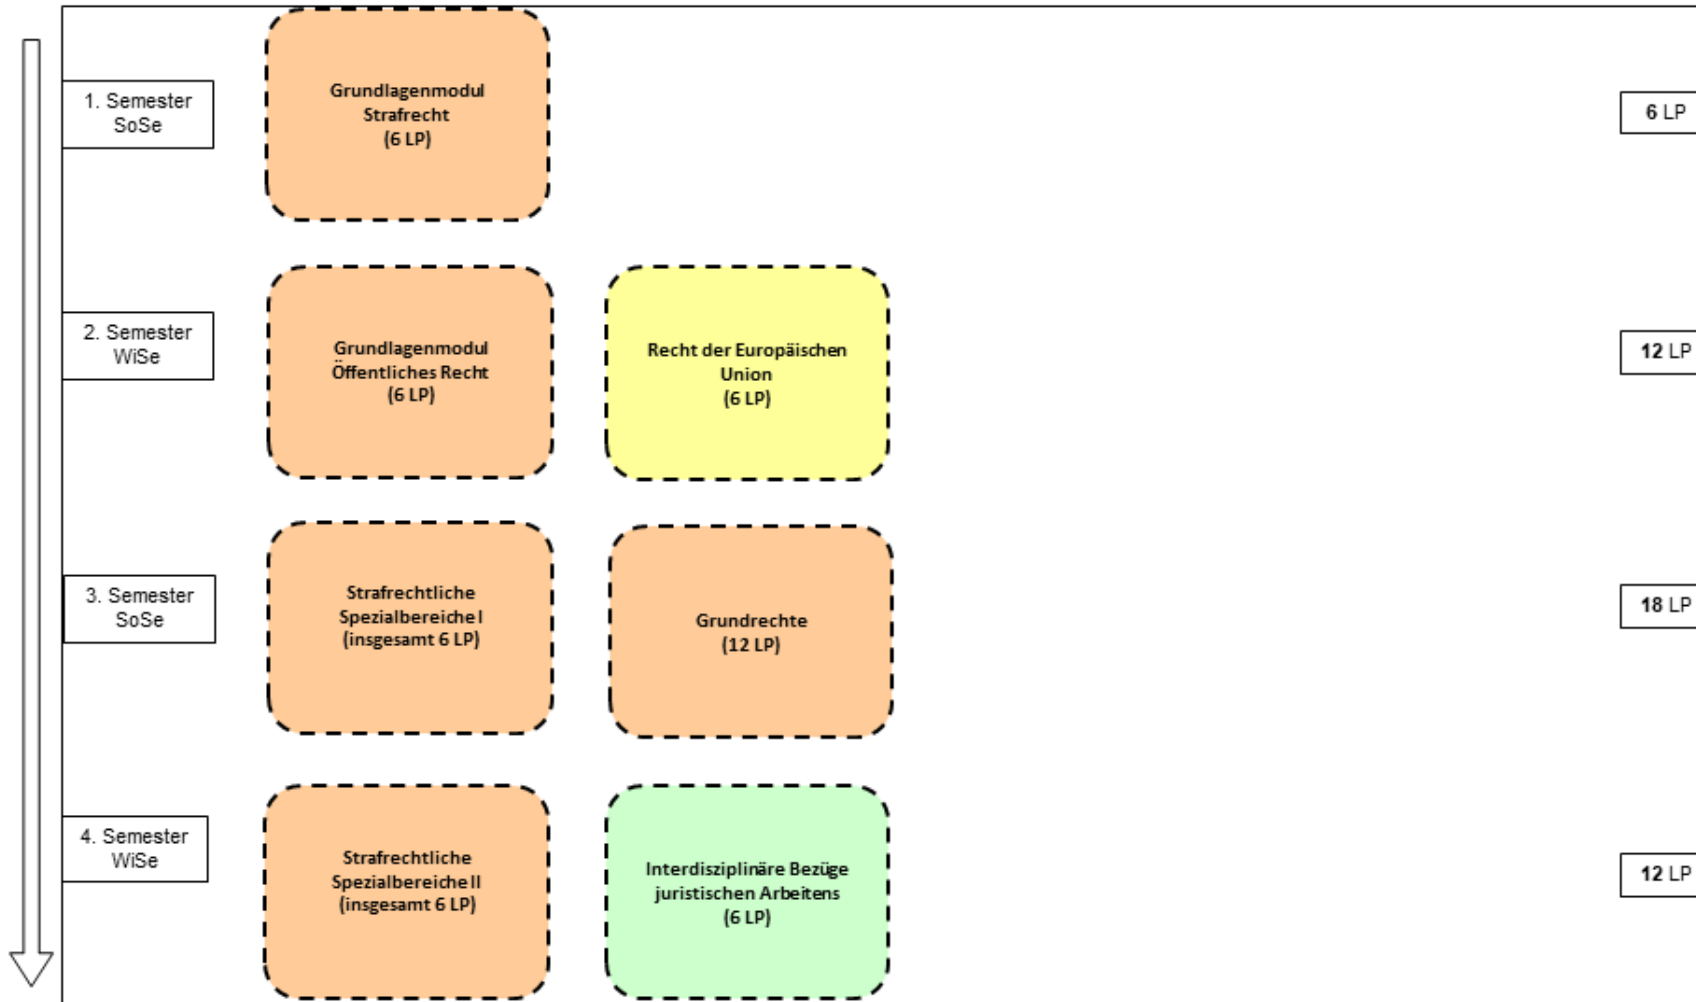 1. Semester
SoSe
Grundlagenmodul
Strafrecht
(6 LP)
6 LP
2. Semester
WiSe
Grundlagenmodul
Öffentliches Recht
(6 LP)
Recht der Europäischen
Union
(6 LP)
12 LP
3. Semester
SoSe
Strafrechtliche
Spezialbereiche I
(insgesamt 6 LP)
Grundrechte
(12 LP)
18 LP
4. Semester
WiSe
Strafrechtliche
Spezialbereiche II
(insgesamt 6 LP)
Interdisziplinäre Bezüge
juristischen Arbeitens
(6 LP)
12 LP